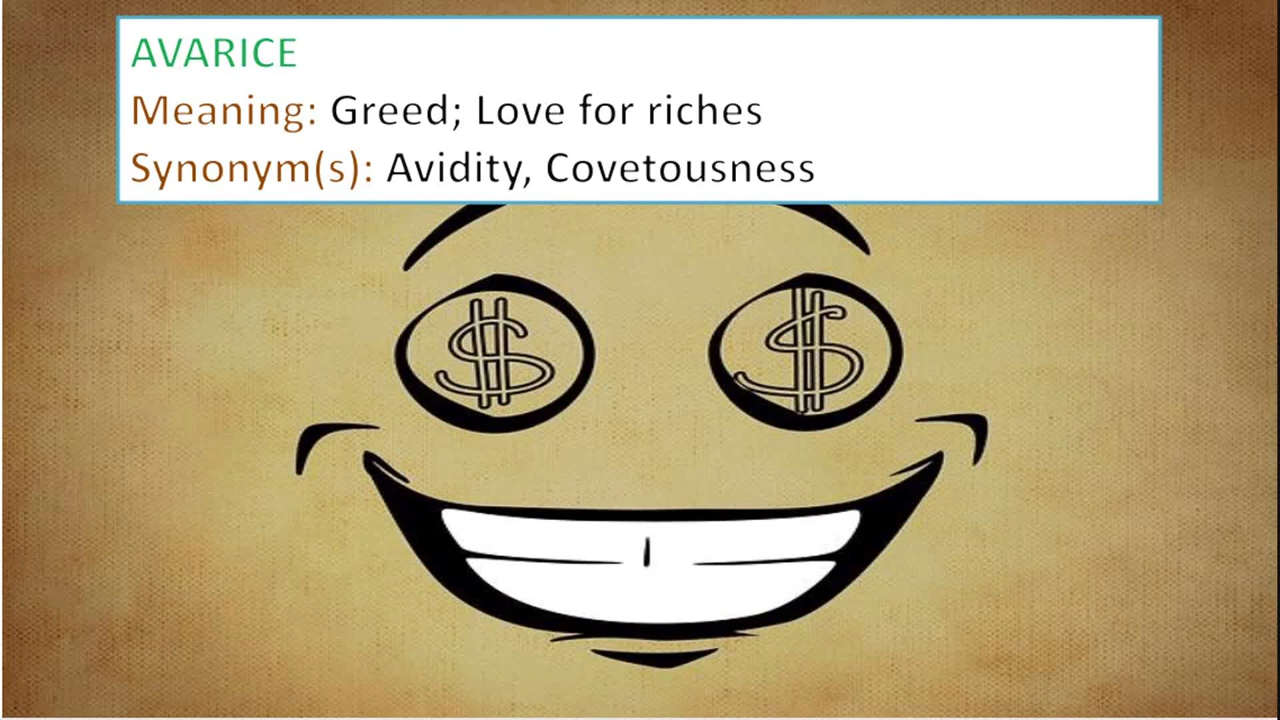 AVARICE
Meaning: Greed; Love for riches
Synonym(s): Avidity, Covetousness